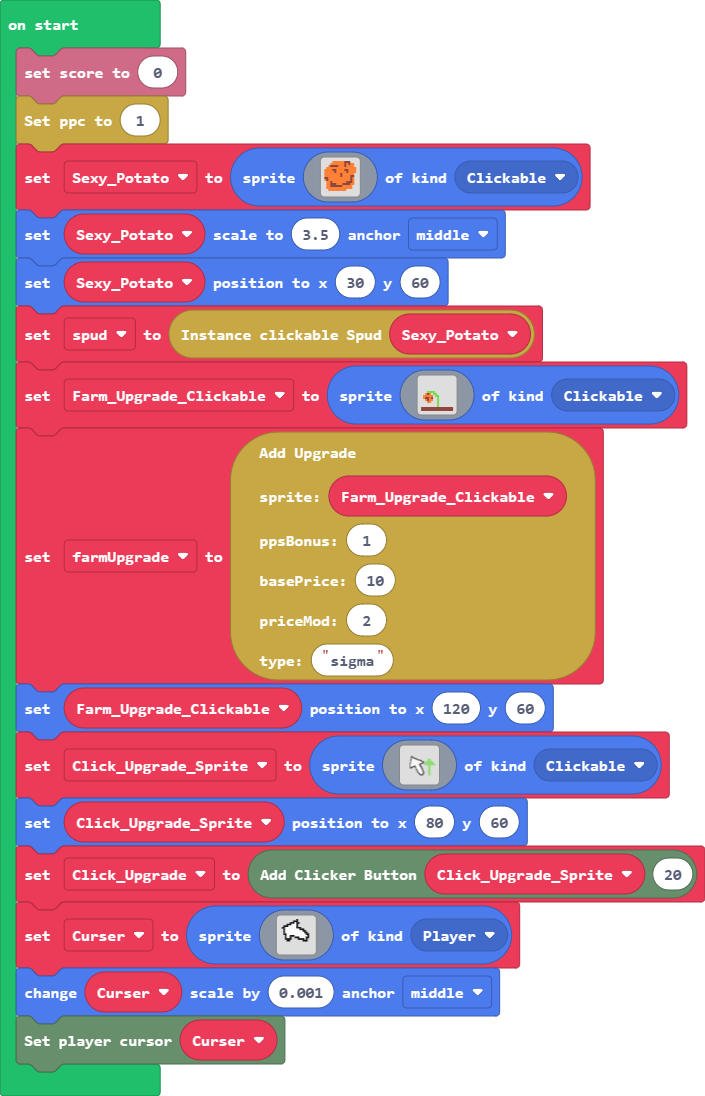 on start
set score to 0
Set ppc to 1
set Sexy_Potato to sprite of kind Clickable
set Sexy_Potato scale to 3.5 anchor middle
set Sexy_Potato position to x 30 y 60
set spud to Instance clickable Spud Sexy_Potato
set Farm_Upgrade_Clickable to sprite of kind Clickable
Add Upgrade
sprite: Farm_Upgrade_Clickable
ppsBonus: 1
set farmUpgrade to
basePrice: 10
priceMod: 2
type: "sigma"
set Farm_Upgrade_Clickable position to x 120 y 60
set Click_Upgrade_Sprite to sprite of kind Clickable
set Click_Upgrade_Sprite position to x 80 y 60
set Click_Upgrade to Add Clicker Button Click_Upgrade_Sprite 20
set Curser to sprite of kind Player
change Curser scale by 0.001 anchor middle
Set player cursor Curser